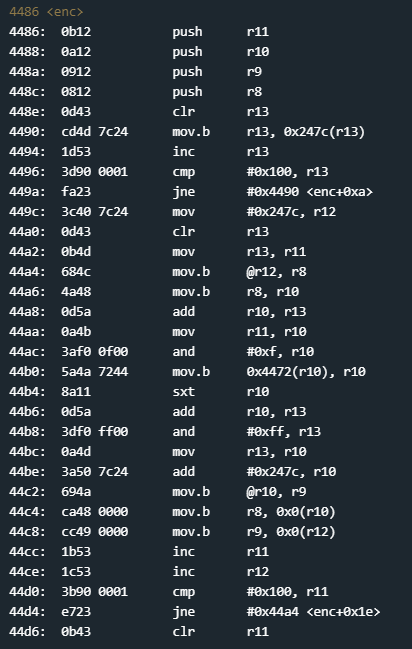 4486 <enc>
4486:  0b12           push    r11
4488:  0a12           push    r10
448a:  0912           push    r9
448c:  0812           push    r8
448e:  0d43           clr     r13
4490:  cd4d 7c24      mov.b   r13, 0x247c(r13)
4494:  1d53           inc     r13
4496:  3d90 0001      cmp     #0x100, r13
449a:  fa23           jne     #0x4490 <enc+0xa>
449c:  3c40 7c24      mov     #0x247c, r12
44a0:  0d43           clr     r13
44a2:  0b4d           mov     r13, r11
44a4:  684c           mov.b   @r12, r8
44a6:  4a48           mov.b   r8, r10
44a8:  0d5a           add     r10, r13
44aa:  0a4b           mov     r11, r10
44ac:  3af0 0f00      and     #0xf, r10
44b0:  5a4a 7244      mov.b   0x4472(r10), r10
44b4:  8a11           sxt     r10
44b6:  0d5a           add     r10, r13
44b8:  3df0 ff00      and     #0xff, r13
44bc:  0a4d           mov     r13, r10
44be:  3a50 7c24      add     #0x247c, r10
44c2:  694a           mov.b   @r10, r9
44c4:  ca48 0000      mov.b   r8, 0x0(r10)
44c8:  cc49 0000      mov.b   r9, 0x0(r12)
44cc:  1b53           inc     r11
44ce:  1c53           inc     r12
44d0:  3b90 0001      cmp     #0x100, r11
44d4:  e723           jne     #0x44a4 <enc+0x1e>
44d6:  0b43           clr     r11